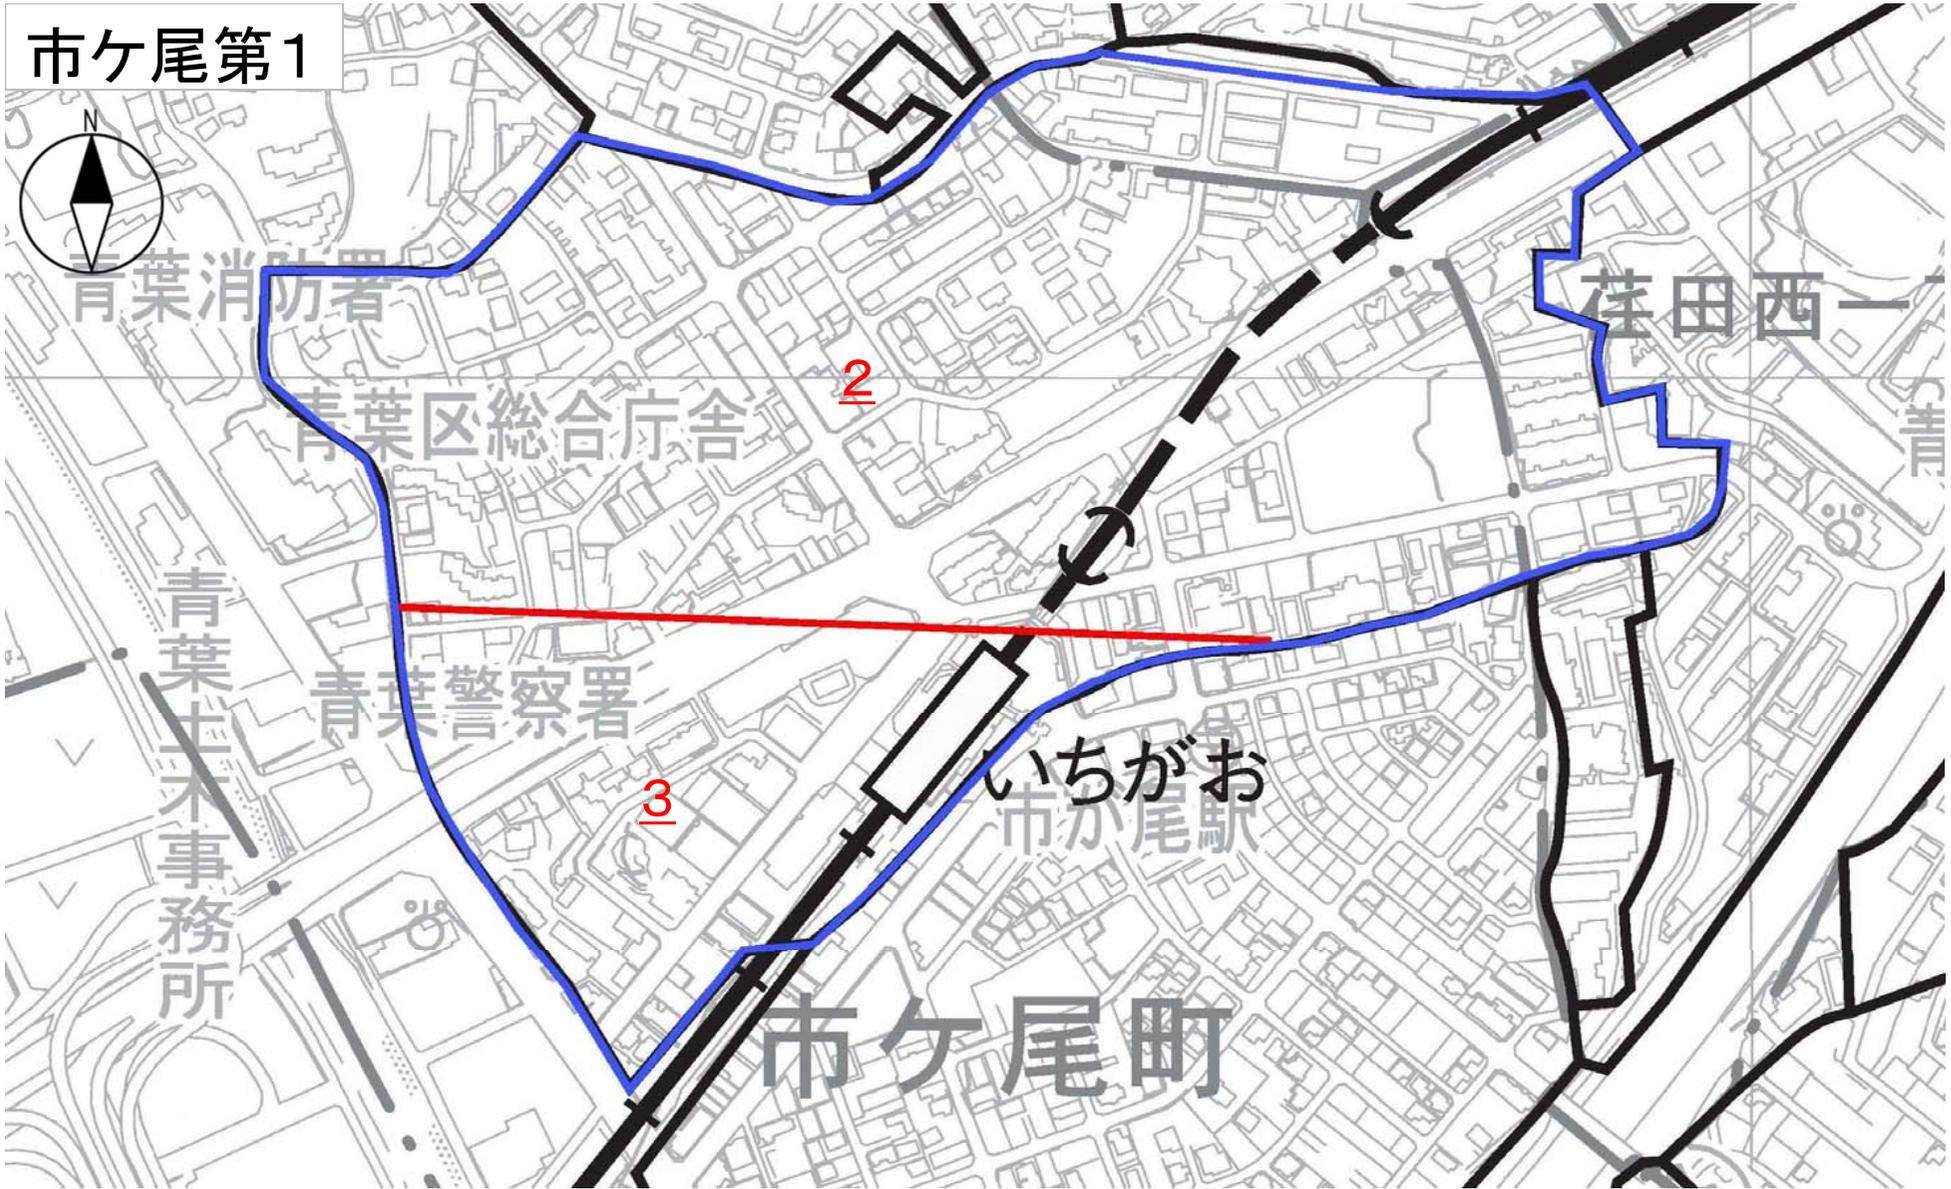 市ケ尾第1
N
青葉消防署
荏田西一丁
2
青葉区総合庁舎
青
青葉土木事務所
青葉警察署
3
いちがお
市が尾駅
市ケ尾町